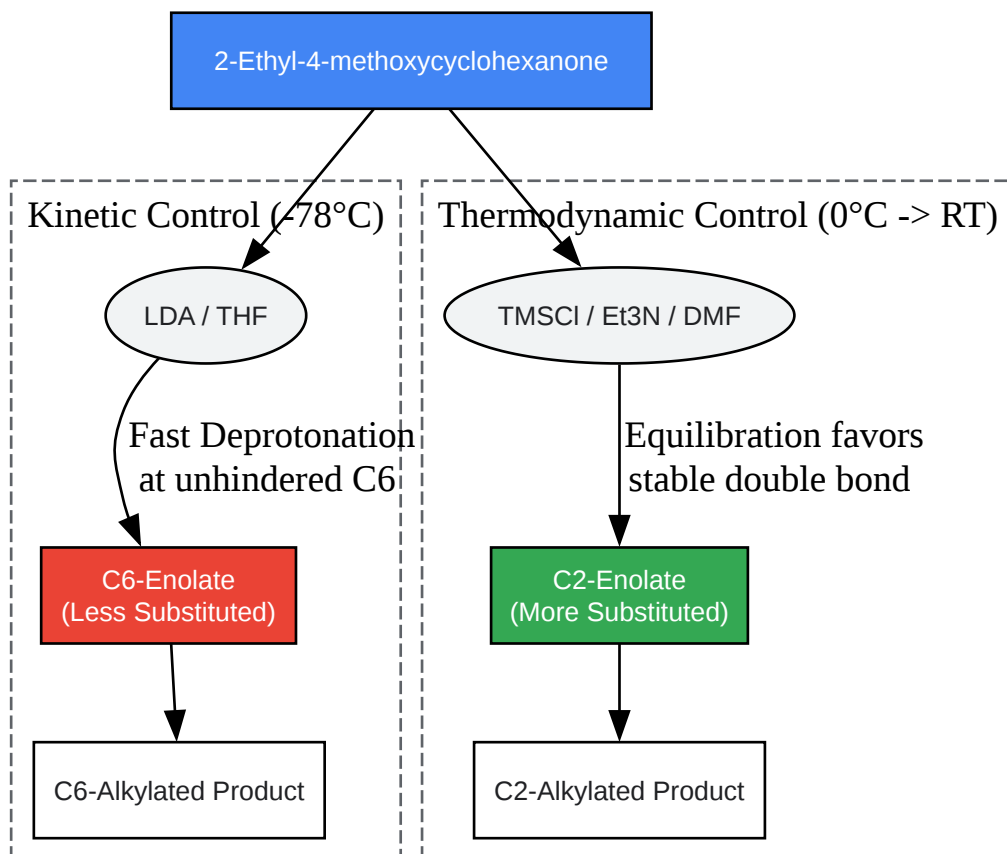 2-Ethyl-4-methoxycyclohexanone
Kinetic Control (-78°C)
Thermodynamic Control (0°C -> RT)
LDA / THF
TMSCl / Et3N / DMF
Fast Deprotonation
at unhindered C6
Equilibration favors
stable double bond
C6-Enolate
(Less Substituted)
C2-Enolate
(More Substituted)
C6-Alkylated Product
C2-Alkylated Product